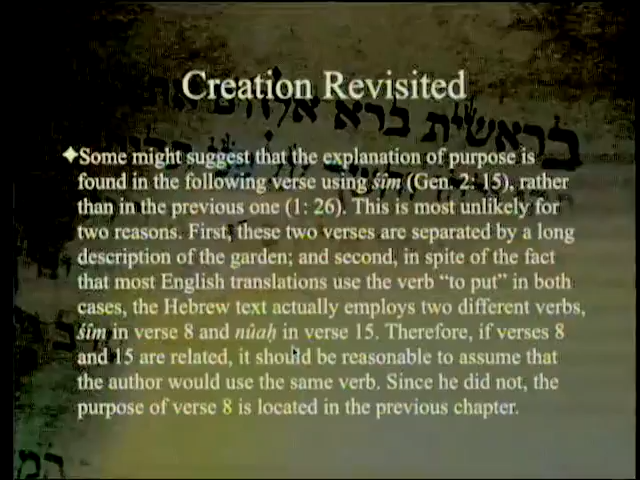 Creation Revisited
✦Some might suggest that the explanation of purpose is
found in the following verse using śîm (Gen. 2: 15), rather
than in the previous one (1: 26). This is most unlikely for
two reasons. First, these two verses are separated by a long
description of the garden; and second, in spite of the fact
that most English translations use the verb “to put” in both
cases, the Hebrew text actually employs two different verbs,
śîm in verse 8 and nûaḥ in verse 15. Therefore, if verses 8
and 15 are related, it should be reasonable to assume that
the author would use the same verb. Since he did not, the
purpose of verse 8 is located in the previous chapter.
בראשית ברא אלהים